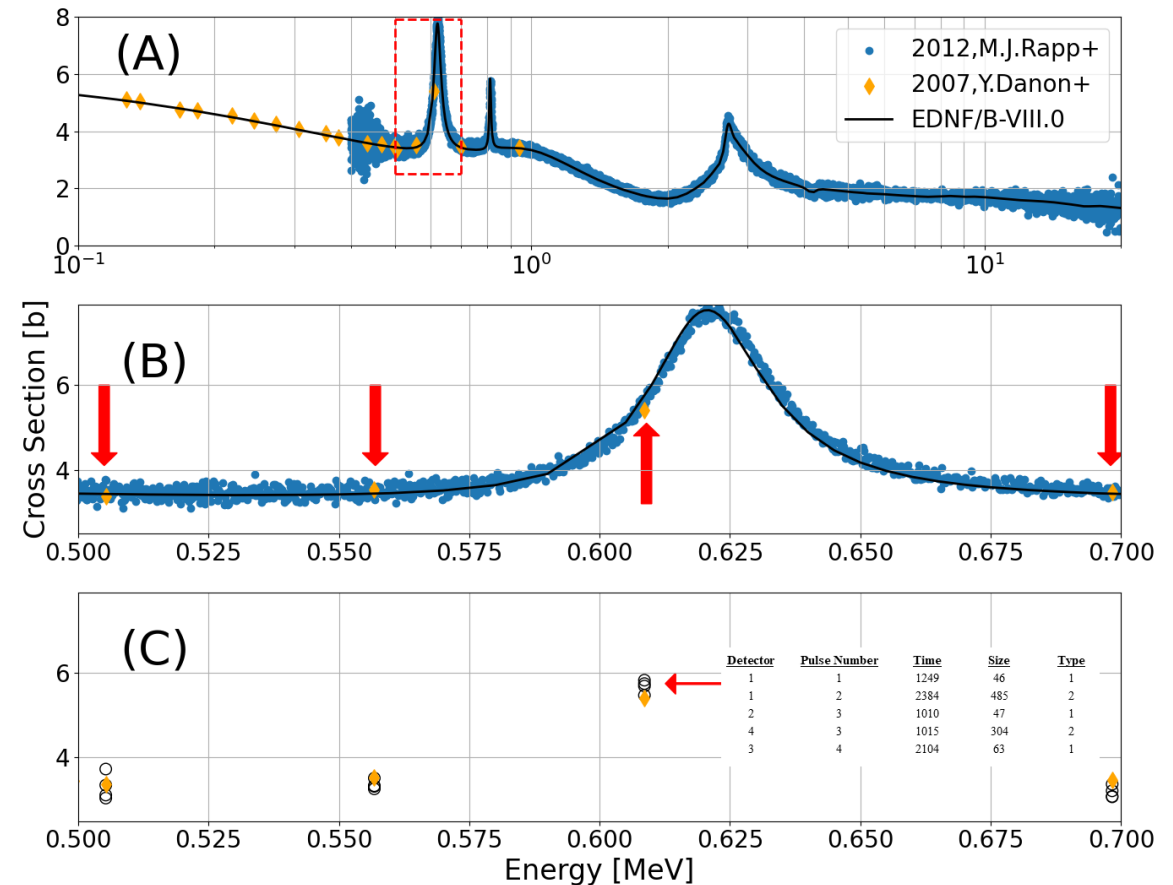 8
(A)
2012,M.J.Rapp+
2007,Y.Danon+
EDNF/B-VIII.0
6
4
2
0
10⁻¹ 10⁰ 10¹
Cross Section [b]
(B)
6
4
0.500 0.525 0.550 0.575 0.600 0.625 0.650 0.675 0.700
(C)
Detector Pulse Number Time Size Type
1 1 1249 46 1
1 2 2384 485 2
2 3 1010 47 1
4 3 1015 304 2
3 4 2104 63 1
6
4
0.500 0.525 0.550 0.575 0.600 0.625 0.650 0.675 0.700
Energy [MeV]